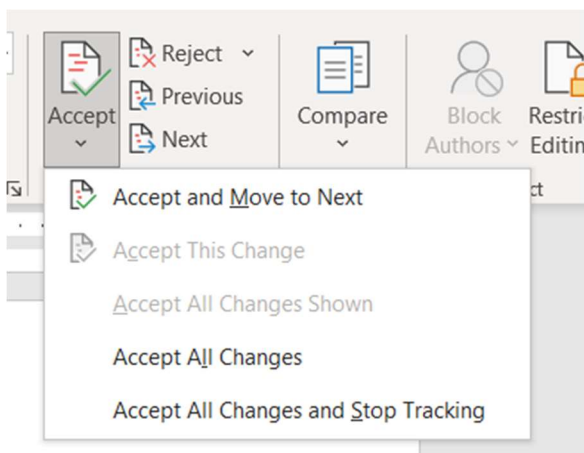 Accept
Reject
Previous
Next
Compare
Block
Authors
Editin
Accept and Move to Next
Accept This Change
Accept All Changes Shown
Accept All Changes
Accept All Changes and Stop Tracking